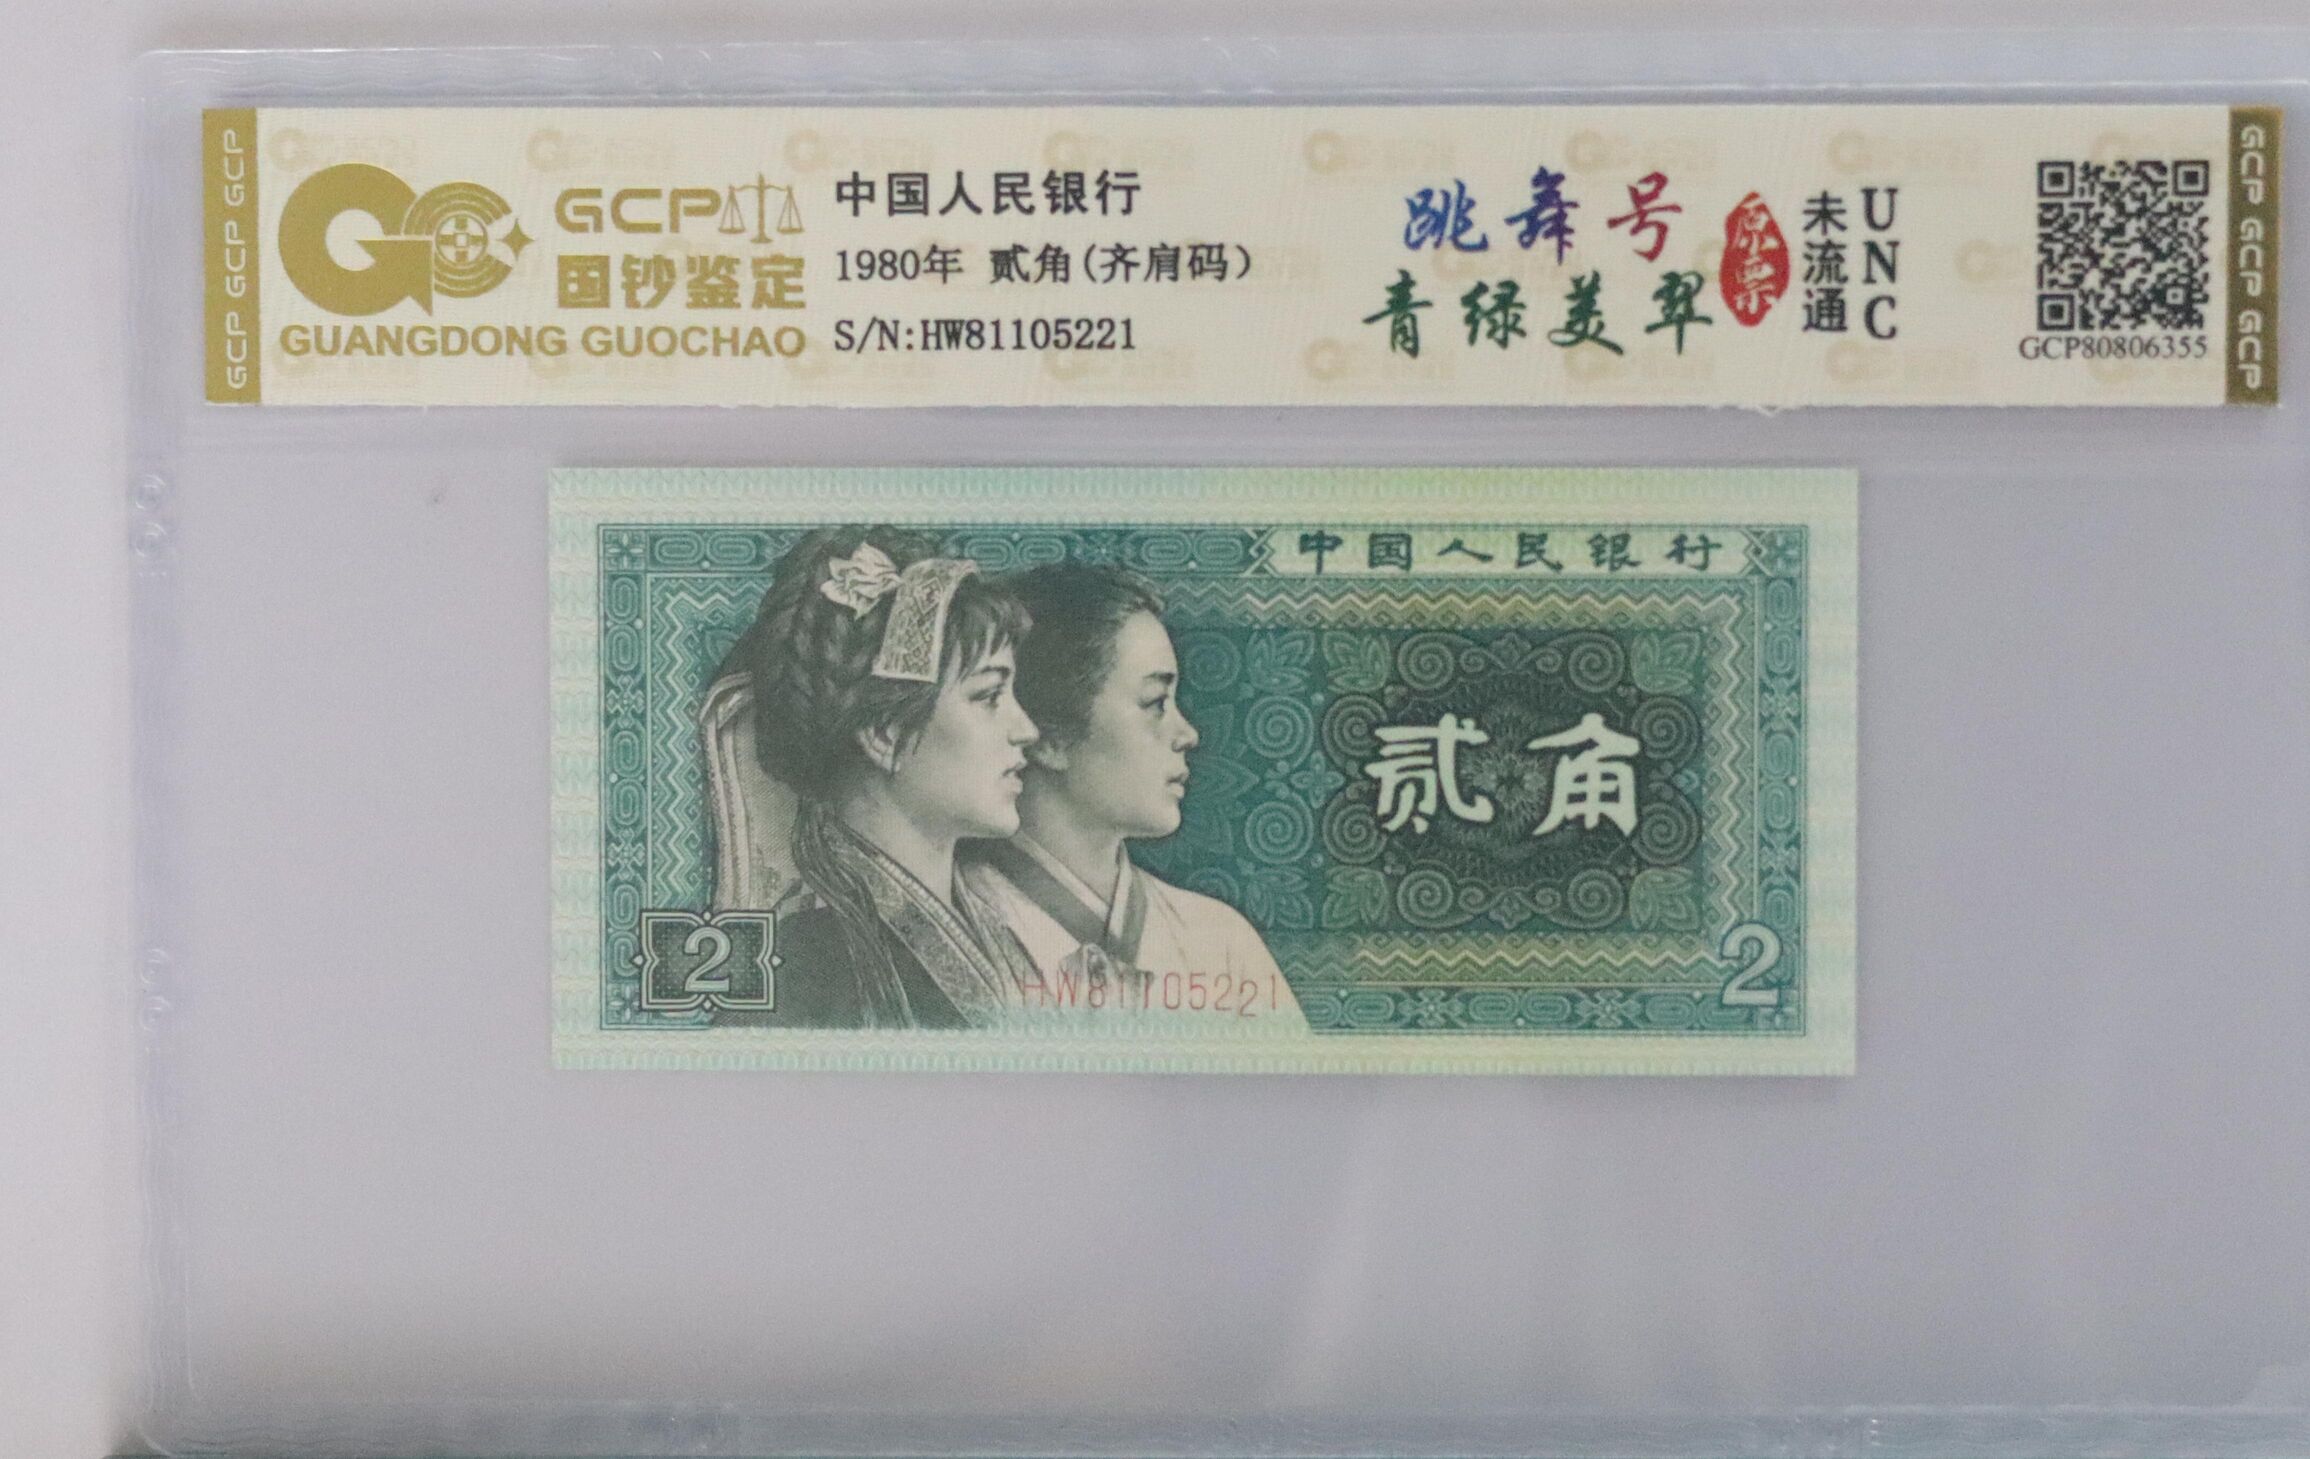 GCP GCP GCP
GCP
国钞鉴定
GUANGDONG GUOCHAO
中国人民银行
1980年 贰角(齐肩码)
S/N:HW81105221
跳舞号
青绿美翠
原票
未流通
UNC
GCP80806355
GCP GCP GCP
中国人民银行
贰角
2
HW81105221
2